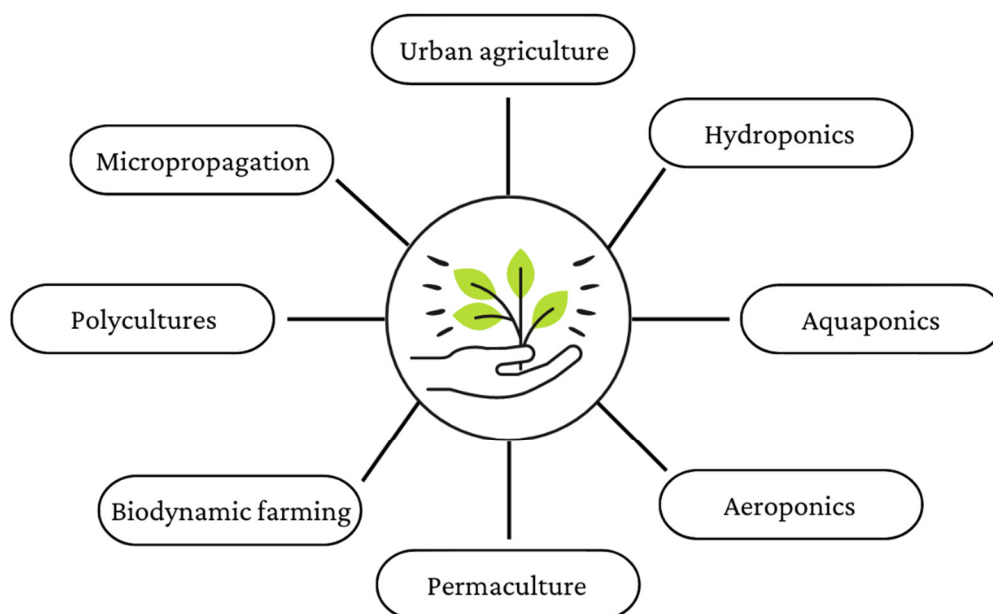 Urban agriculture
Hydroponics
Micropropagation
Polycultures
Aquaponics
Biodynamic farming
Aeroponics
Permaculture